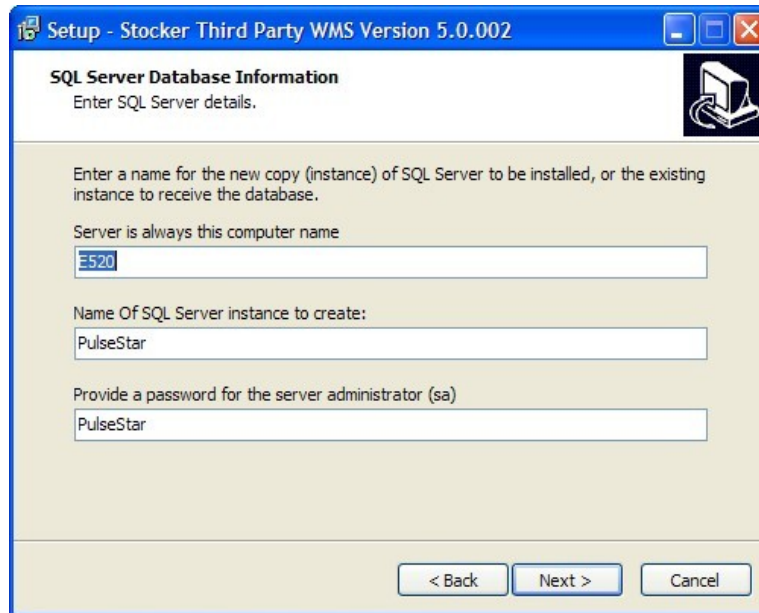 Setup - Stocker Third Party WMS Version 5.0.002
SQL Server Database Information
Enter SQL Server details.
Enter a name for the new copy (instance) of SQL Server to be installed, or the existing
instance to receive the database.
Server is always this computer name
E520
Name Of SQL Server instance to create:
PulseStar
Provide a password for the server administrator (sa)
PulseStar
< Back
Next >
Cancel